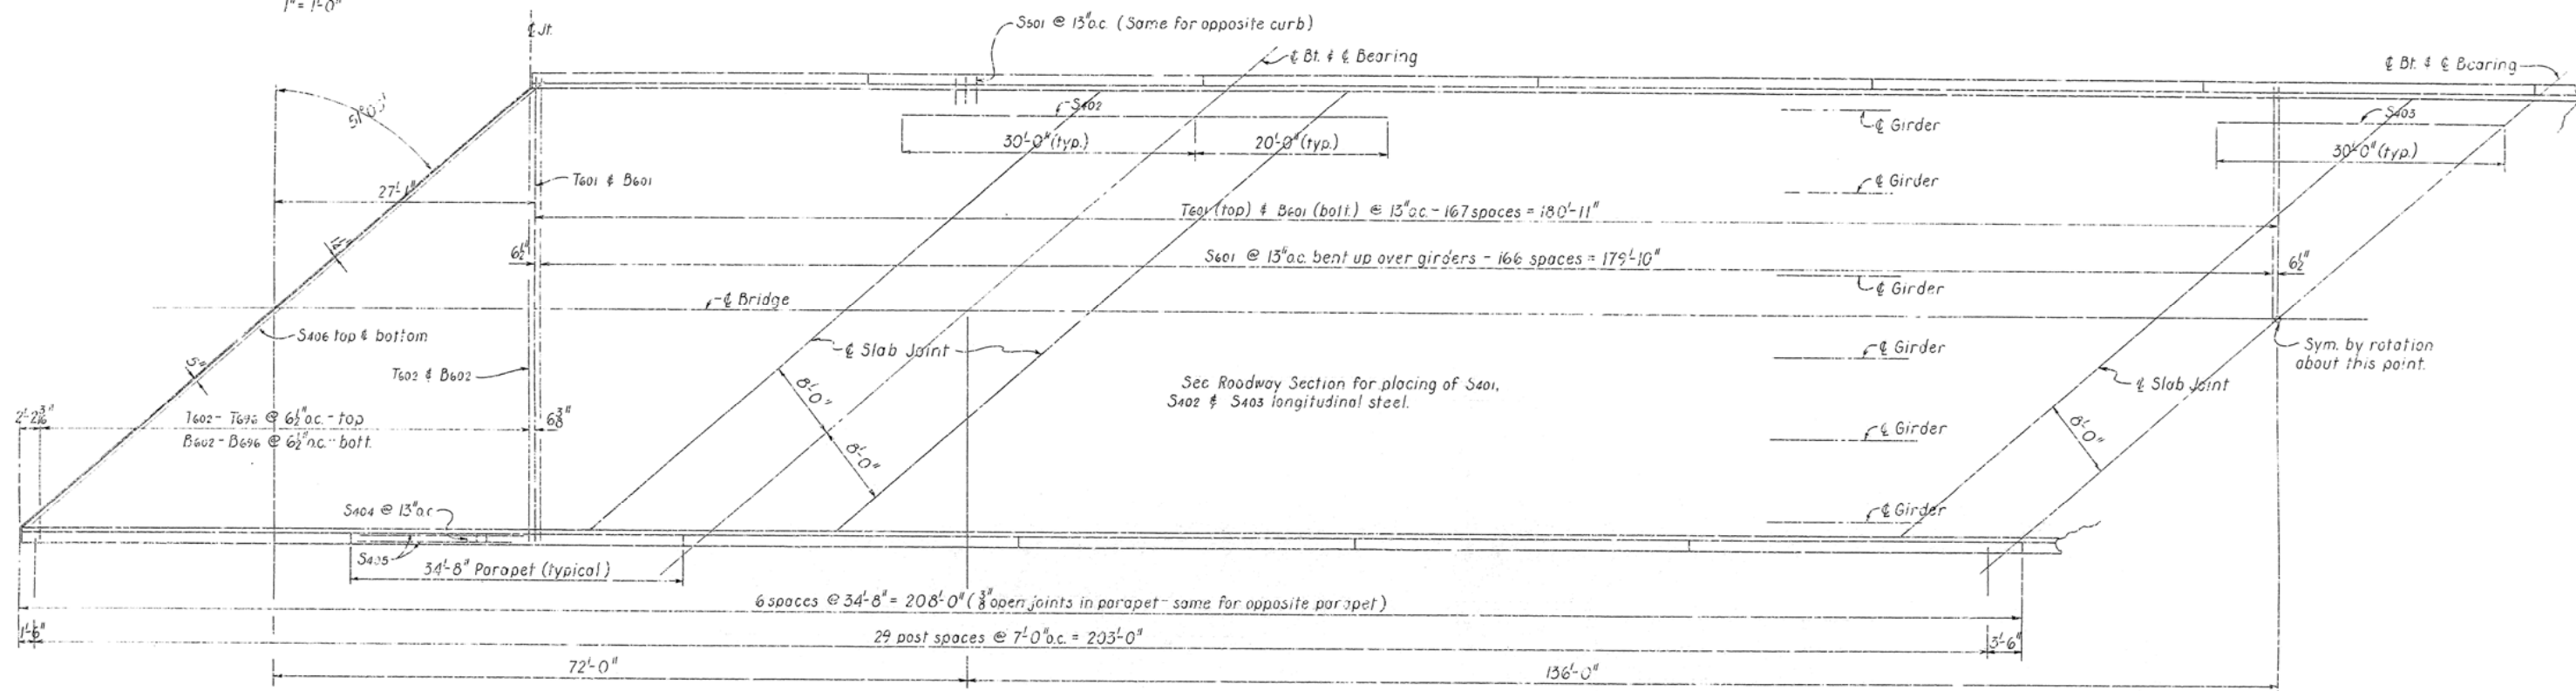 1" = 1'-0"
℄ Jt.
S501 @ 13" o.c. (Same for opposite curb)
℄ Bt. & ℄ Bearing
℄ Bt. & ℄ Bearing
S402
℄ Girder
S403
30'-0" (typ.)
20'-0" (typ.)
30'-0" (typ.)
T601 & B601
℄ Girder
27'-1"
T601 (top) & B601 (bott.) @ 13" o.c. - 167 spaces = 180'-11"
6½"
S601 @ 13" o.c. bent up over girders - 166 spaces = 179'-10"
6½"
℄ Girder
℄ Bridge
S406 top & bottom
℄ Slab Joint
℄ Girder
Sym. by rotation
about this point.
5"
T602 & B602
8'-0"
See Roadway Section for placing of S401,
S402 & S403 longitudinal steel.
℄ Slab Joint
T602 - T696 @ 6½" o.c. - top
6⅜"
B602 - B696 @ 6½" o.c. - bott.
8'-0"
℄ Girder
8'-0"
S404 @ 13" o.c.
℄ Girder
S405
34'-8" Parapet (typical)
6 spaces @ 34'-8" = 208'-0" (⅜" open joints in parapet - same for opposite parapet)
1'-6"
29 post spaces @ 7'-0" o.c. = 203'-0"
3'-6"
72'-0"
136'-0"